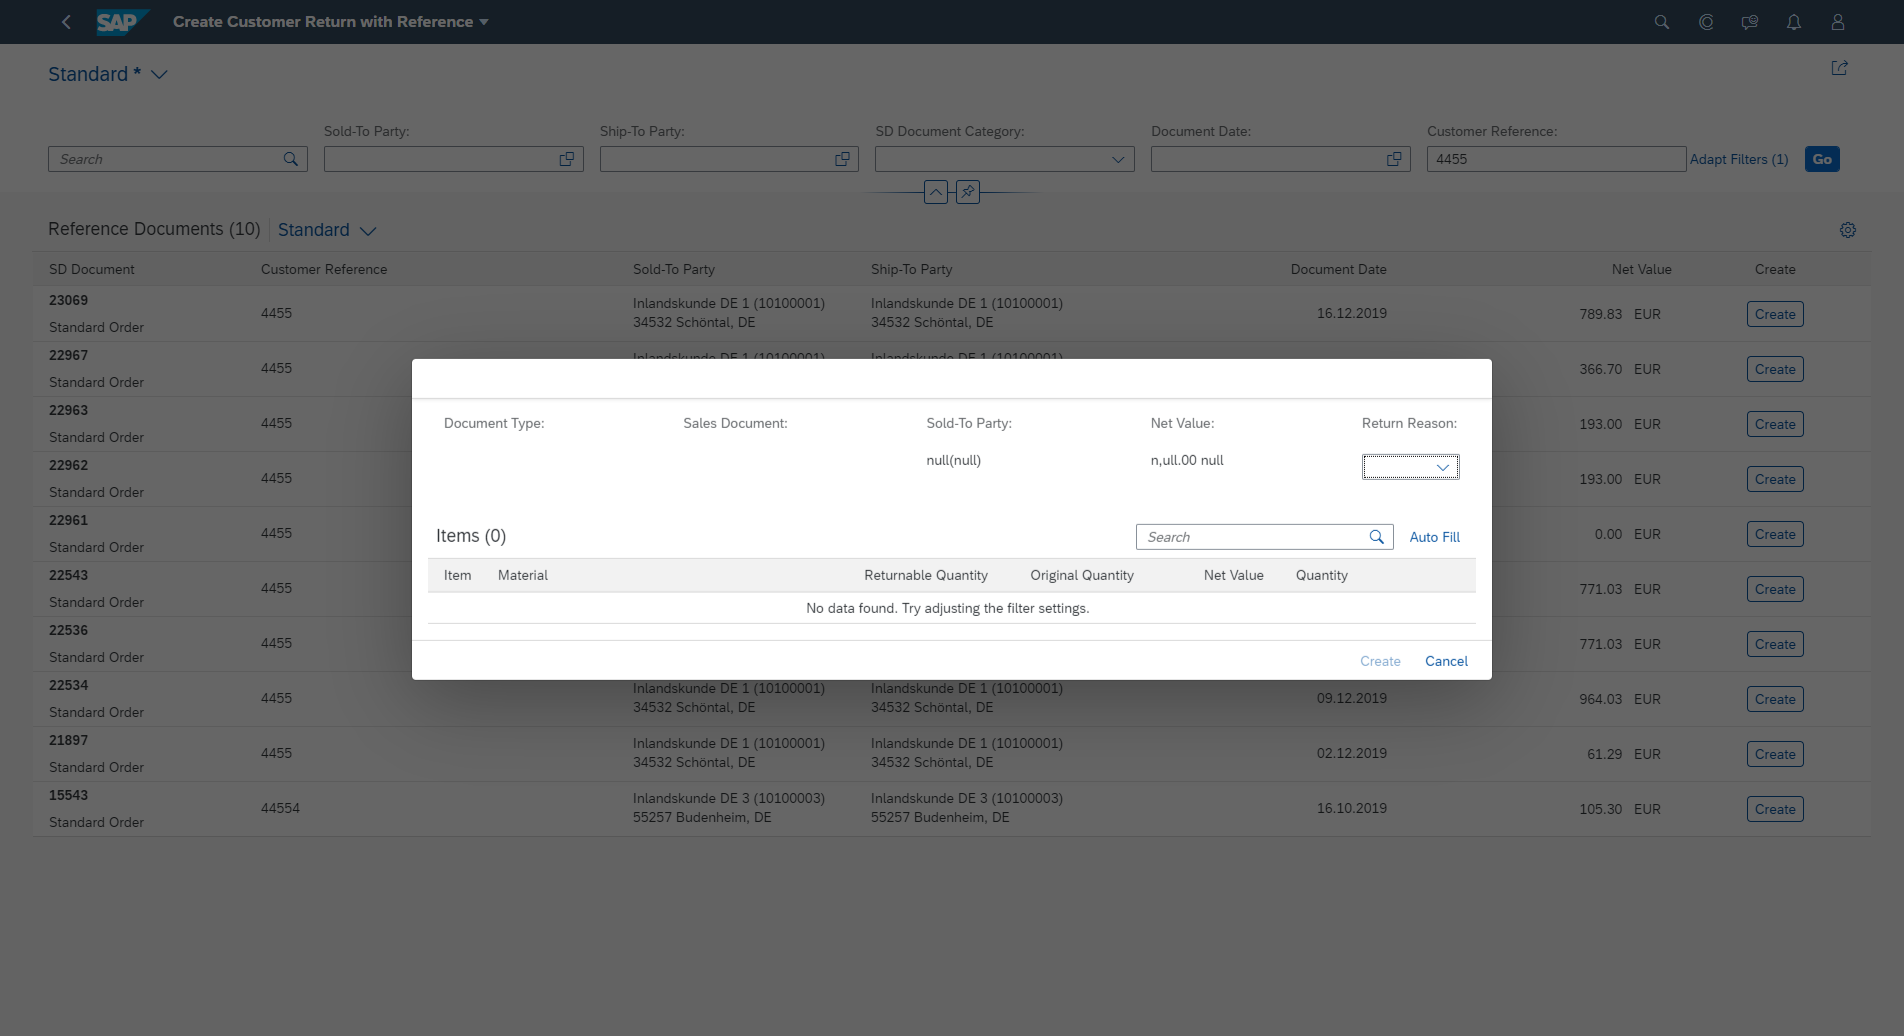 SAP Create Customer Return with Reference
Standard *
Sold-To Party: Ship-To Party: SD Document Category: Document Date: Customer Reference:
Search 4455 Adapt Filters (1) Go
Reference Documents (10) Standard
SD Document Customer Reference Sold-To Party Ship-To Party Document Date Net Value Create
23069
Standard Order
4455
Inlandskunde DE 1 (10100001)
34532 Schöntal, DE
Inlandskunde DE 1 (10100001)
34532 Schöntal, DE
16.12.2019
789.83 EUR
Create
22967
Standard Order
4455
Inlandskunde DE 1 (10100001)
Inlandskunde DE 1 (10100001)
366.70 EUR
Create
22963
Standard Order
4455
193.00 EUR
Create
22962
Standard Order
4455
193.00 EUR
Create
22961
Standard Order
4455
0.00 EUR
Create
22543
Standard Order
4455
771.03 EUR
Create
22536
Standard Order
4455
771.03 EUR
Create
22534
Standard Order
4455
Inlandskunde DE 1 (10100001)
34532 Schöntal, DE
Inlandskunde DE 1 (10100001)
34532 Schöntal, DE
09.12.2019
964.03 EUR
Create
21897
Standard Order
4455
Inlandskunde DE 1 (10100001)
34532 Schöntal, DE
Inlandskunde DE 1 (10100001)
34532 Schöntal, DE
02.12.2019
61.29 EUR
Create
15543
Standard Order
44554
Inlandskunde DE 3 (10100003)
55257 Budenheim, DE
Inlandskunde DE 3 (10100003)
55257 Budenheim, DE
16.10.2019
105.30 EUR
Create
Document Type: Sales Document: Sold-To Party: Net Value: Return Reason:
null(null) n,ull.00 null
Items (0) Search Auto Fill
Item Material Returnable Quantity Original Quantity Net Value Quantity
No data found. Try adjusting the filter settings.
Create Cancel